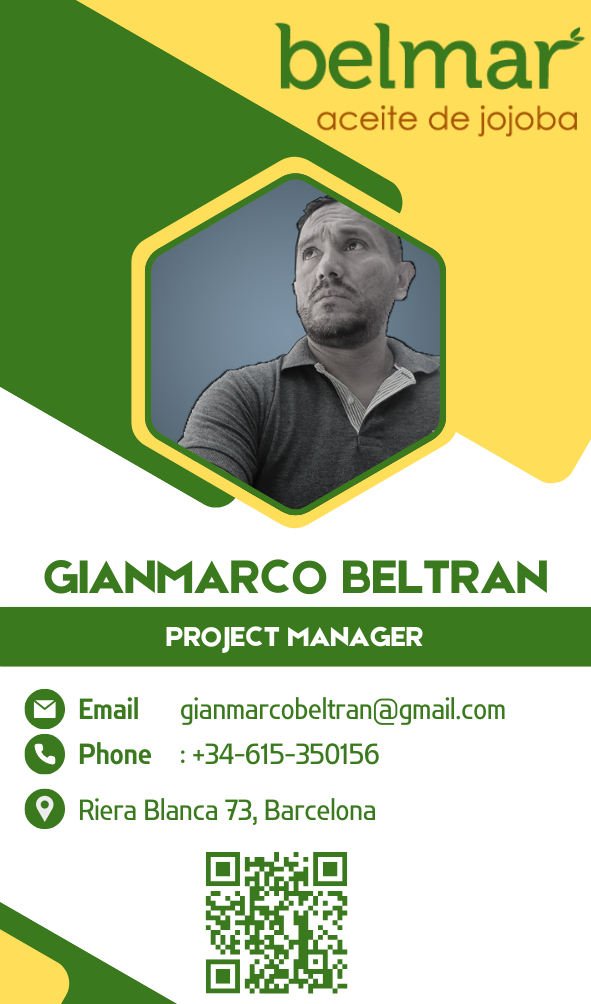 belmar
aceite de jojoba
GIANMARCO BELTRAN
PROJECT MANAGER
Email gianmarcobeltran@gmail.com
Phone : +34-615-350156
Riera Blanca 73, Barcelona